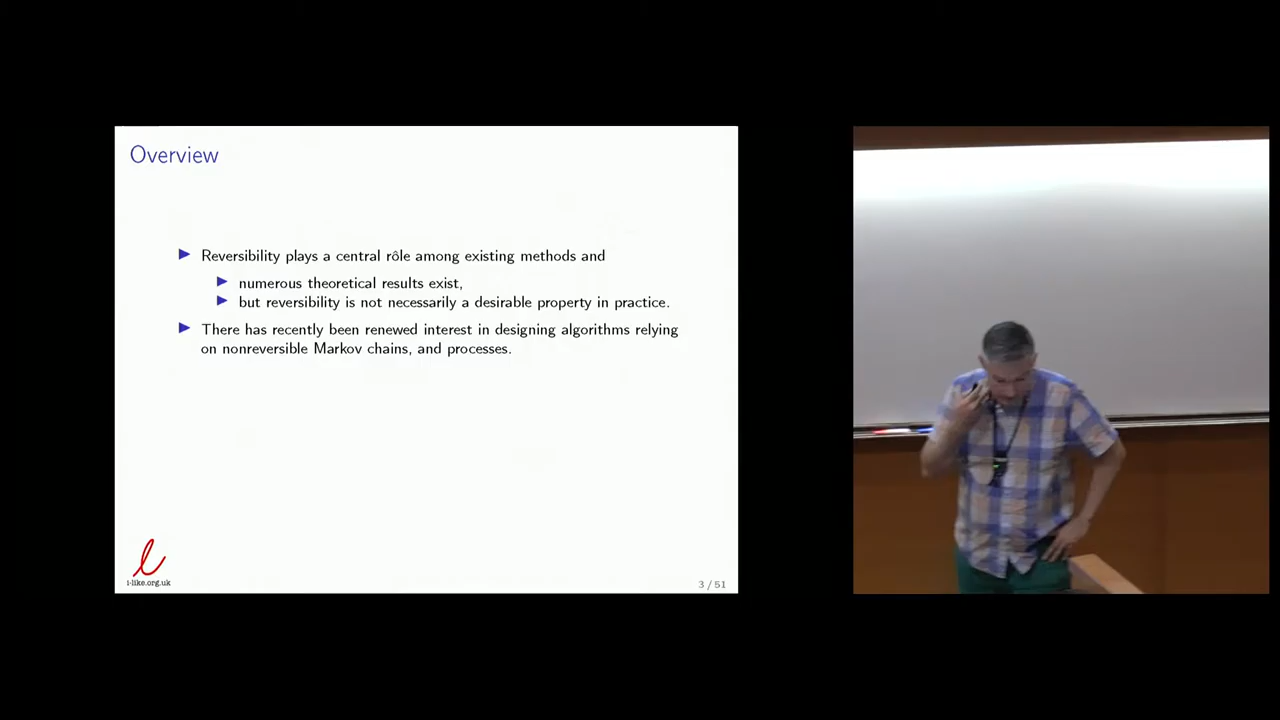 Overview
Reversibility plays a central rôle among existing methods and
numerous theoretical results exist,
but reversibility is not necessarily a desirable property in practice.
There has recently been renewed interest in designing algorithms relying
on nonreversible Markov chains, and processes.
i-like.org.uk
3 / 51